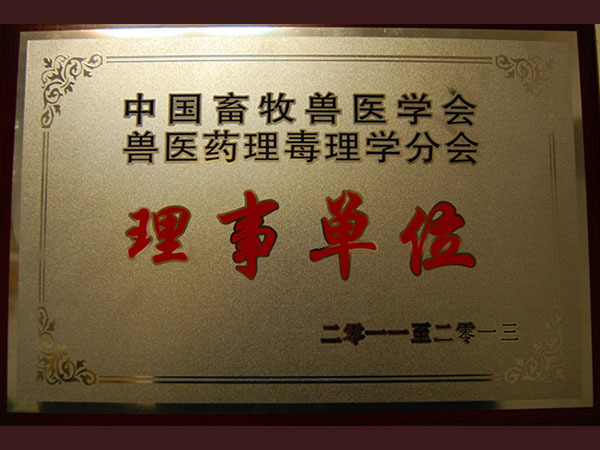 中国畜牧兽医学会
兽医药理毒理学分会
理事单位
二零一一至二零一三